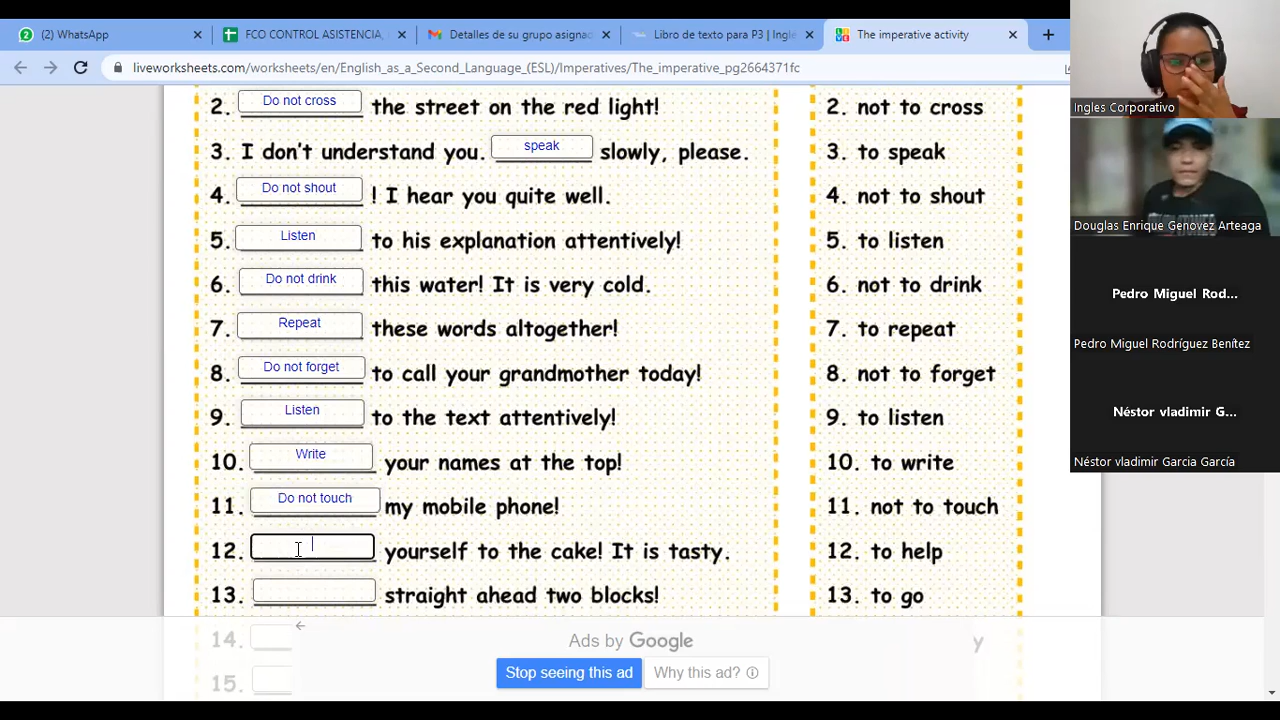 (2) WhatsApp
FCO CONTROL ASISTENCIA,
Detalles de su grupo asignad
Libro de texto para P3 | Ingle
The imperative activity
liveworksheets.com/worksheets/en/English_as_a_Second_Language_(ESL)/Imperatives/The_imperative_pg2664371fc
2. Do not cross the street on the red light! 2. not to cross
3. I don't understand you. speak slowly, please. 3. to speak
4. Do not shout ! I hear you quite well. 4. not to shout
5. Listen to his explanation attentively! 5. to listen
6. Do not drink this water! It is very cold. 6. not to drink
7. Repeat these words altogether! 7. to repeat
8. Do not forget to call your grandmother today! 8. not to forget
9. Listen to the text attentively! 9. to listen
10. Write your names at the top! 10. to write
11. Do not touch my mobile phone! 11. not to touch
12. yourself to the cake! It is tasty. 12. to help
13. straight ahead two blocks! 13. to go
14. y
15.
Ads by Google
Stop seeing this ad Why this ad?
Ingles Corporativo
Douglas Enrique Genovez Arteaga
Pedro Miguel Rod...
Pedro Miguel Rodríguez Benítez
Néstor vladimir G...
Néstor vladimir Garcia García